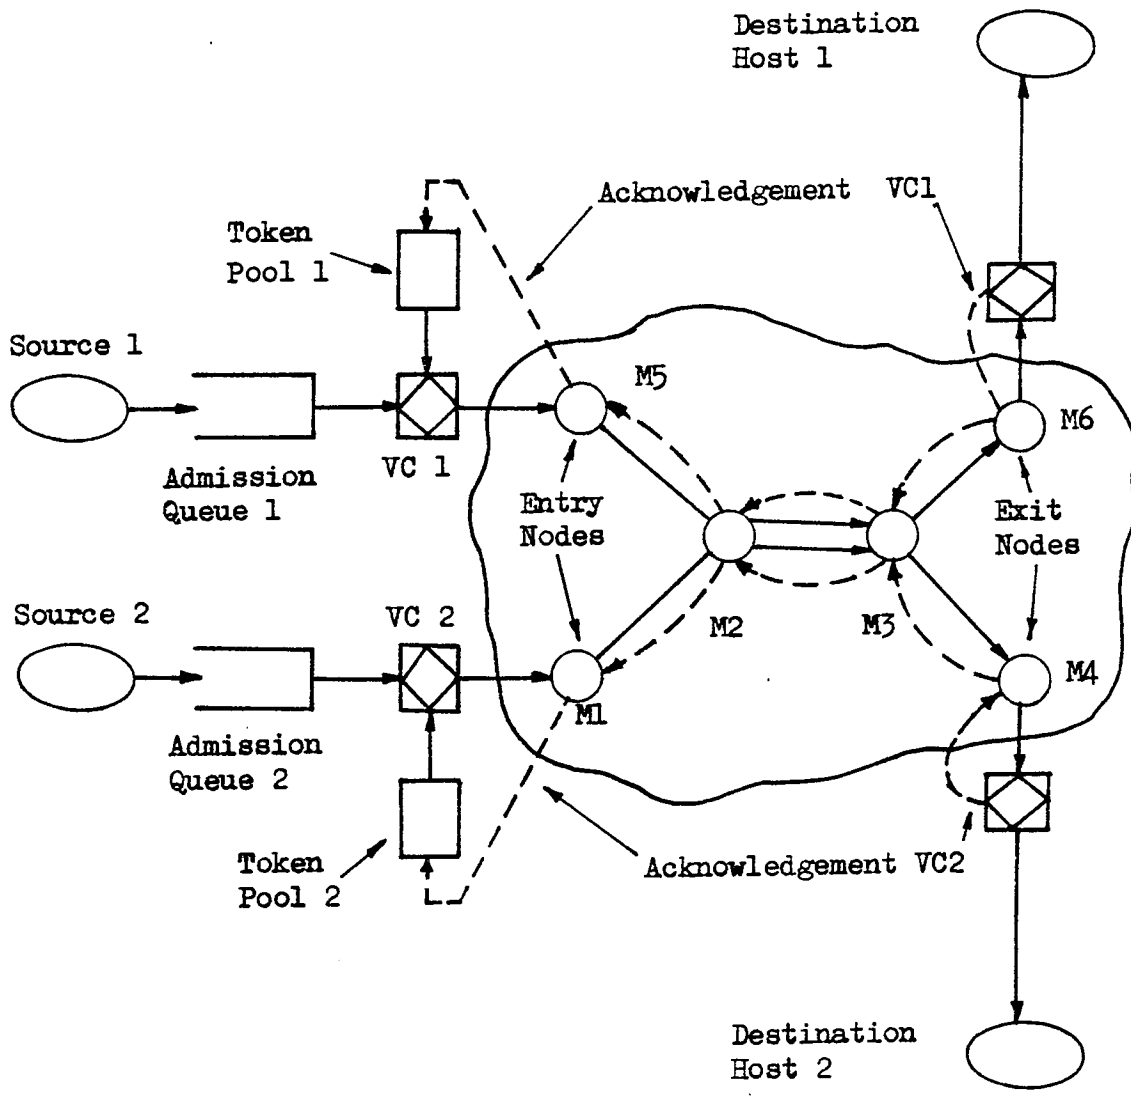 Destination
Host 1
Acknowledgement VC1
Token
Pool 1
Source 1
M5
M6
VC 1
Admission
Queue 1
Entry
Nodes
Exit
Nodes
Source 2
VC 2
M2
M3
M4
M1
Admission
Queue 2
Token
Pool 2
Acknowledgement VC2
Destination
Host 2